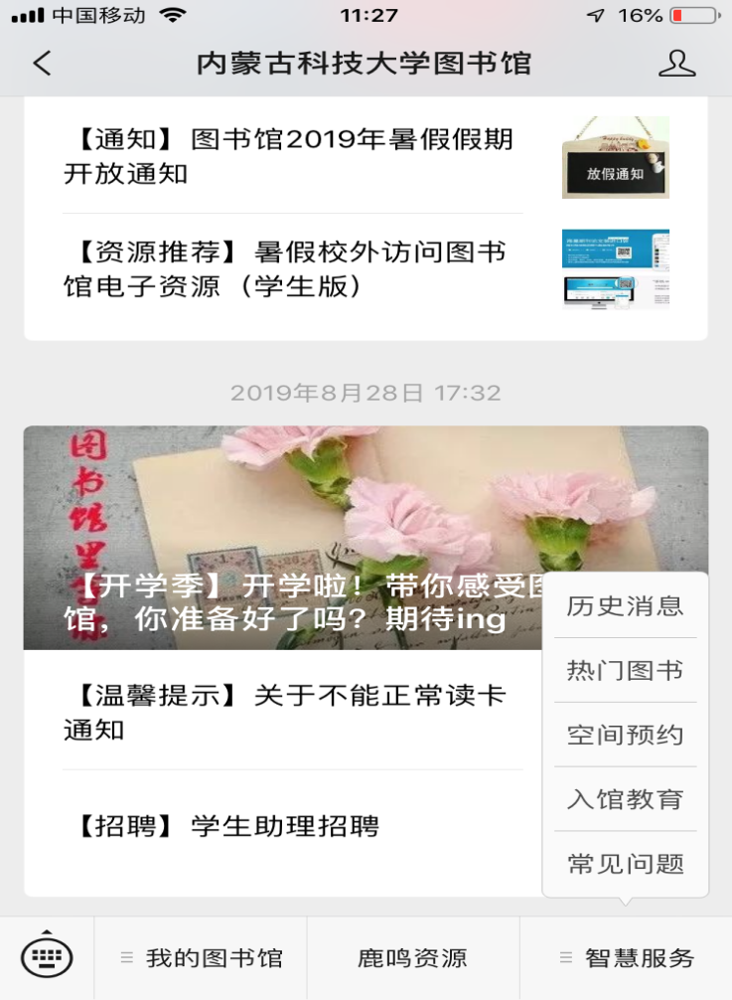 中国移动
11:27
16%
内蒙古科技大学图书馆
【通知】图书馆2019年暑假假期
开放通知
放假通知
【资源推荐】暑假校外访问图书
馆电子资源（学生版）
2019年8月28日 17:32
图书馆里
【开学季】开学啦！带你感受
馆，你准备好了吗？期待ing
【温馨提示】关于不能正常读卡
通知
【招聘】学生助理招聘
历史消息
热门图书
空间预约
入馆教育
常见问题
我的图书馆
鹿鸣资源
智慧服务